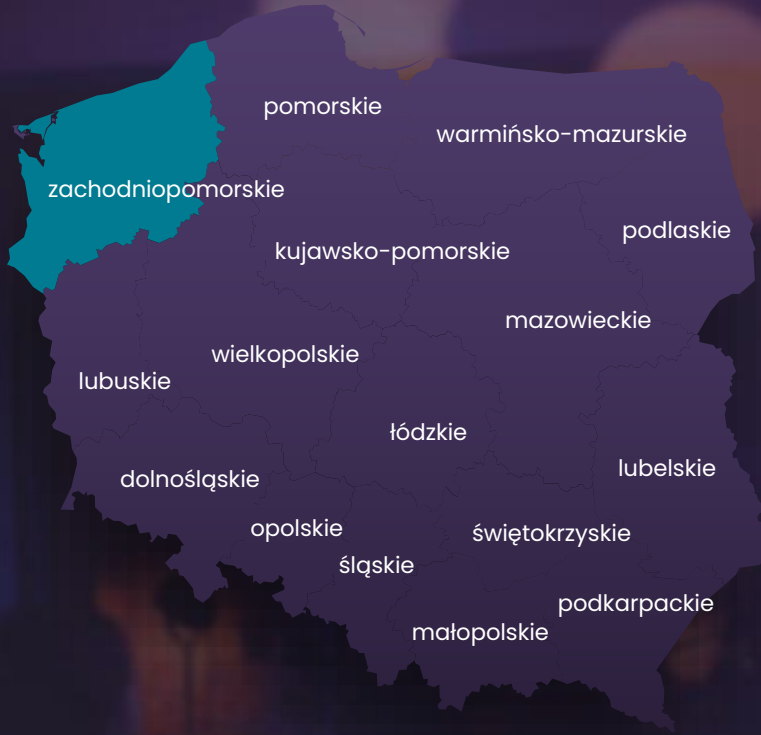 pomorskie
warmińsko-mazurskie
zachodniopomorskie
podlaskie
kujawsko-pomorskie
mazowieckie
wielkopolskie
lubuskie
łódzkie
lubelskie
dolnośląskie
opolskie
świętokrzyskie
śląskie
podkarpackie
małopolskie